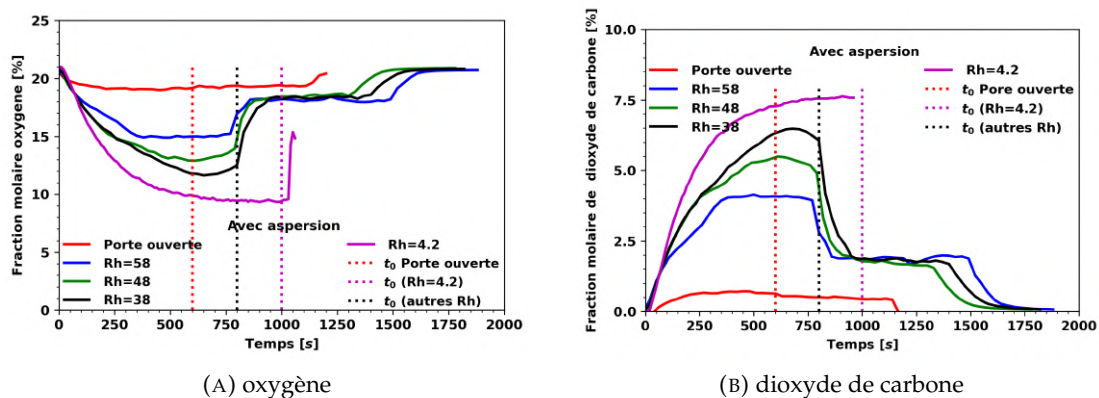 25
20
15
10
5
0
Fraction molaire oxygène [%]
Avec aspersion
Porte ouverte
Rh=58
Rh=48
Rh=38
Rh=4.2
t₀ Porte ouverte
t₀ (Rh=4.2)
t₀ (autres Rh)
0 250 500 750 1000 1250 1500 1750 2000
Temps [s]
(A) oxygène
10.0
7.5
5.0
2.5
0.0
Fraction molaire de dioxyde de carbone [%]
Avec aspersion
Porte ouverte
Rh=58
Rh=48
Rh=38
Rh=4.2
t₀ Pore ouverte
t₀ (Rh=4.2)
t₀ (autres Rh)
0 250 500 750 1000 1250 1500 1750 2000
Temps [s]
(B) dioxyde de carbone